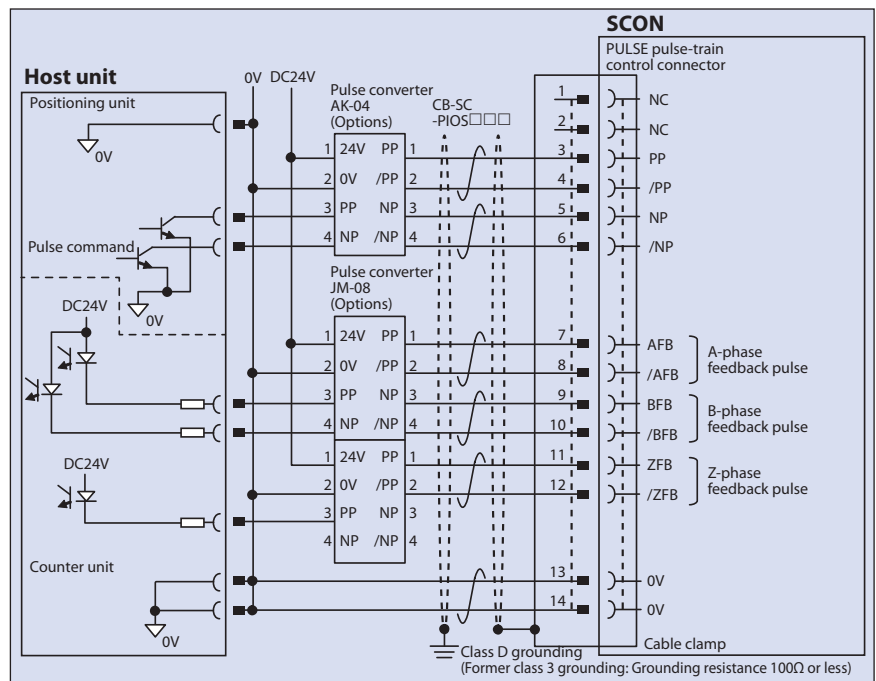 SCON
PULSE pulse-train
control connector
Host unit
0V DC24V
Positioning unit
0V
Pulse converter
AK-04
(Options)
CB-SC
-PIOS□□□
1 24V PP 1
2 0V /PP 2
3 PP NP 3
4 NP /NP 4
1 NC
2 NC
3 PP
4 /PP
5 NP
6 /NP
Pulse command
0V
DC24V
Pulse converter
JM-08
(Options)
1 24V PP 1
2 0V /PP 2
3 PP NP 3
4 NP /NP 4
7 AFB
8 /AFB
A-phase
feedback pulse
9 BFB
10 /BFB
B-phase
feedback pulse
DC24V
1 24V PP 1
2 0V /PP 2
3 PP NP 3
4 NP /NP 4
11 ZFB
12 /ZFB
Z-phase
feedback pulse
Counter unit
0V
13 0V
14 0V
Cable clamp
Class D grounding
(Former class 3 grounding: Grounding resistance 100Ω or less)